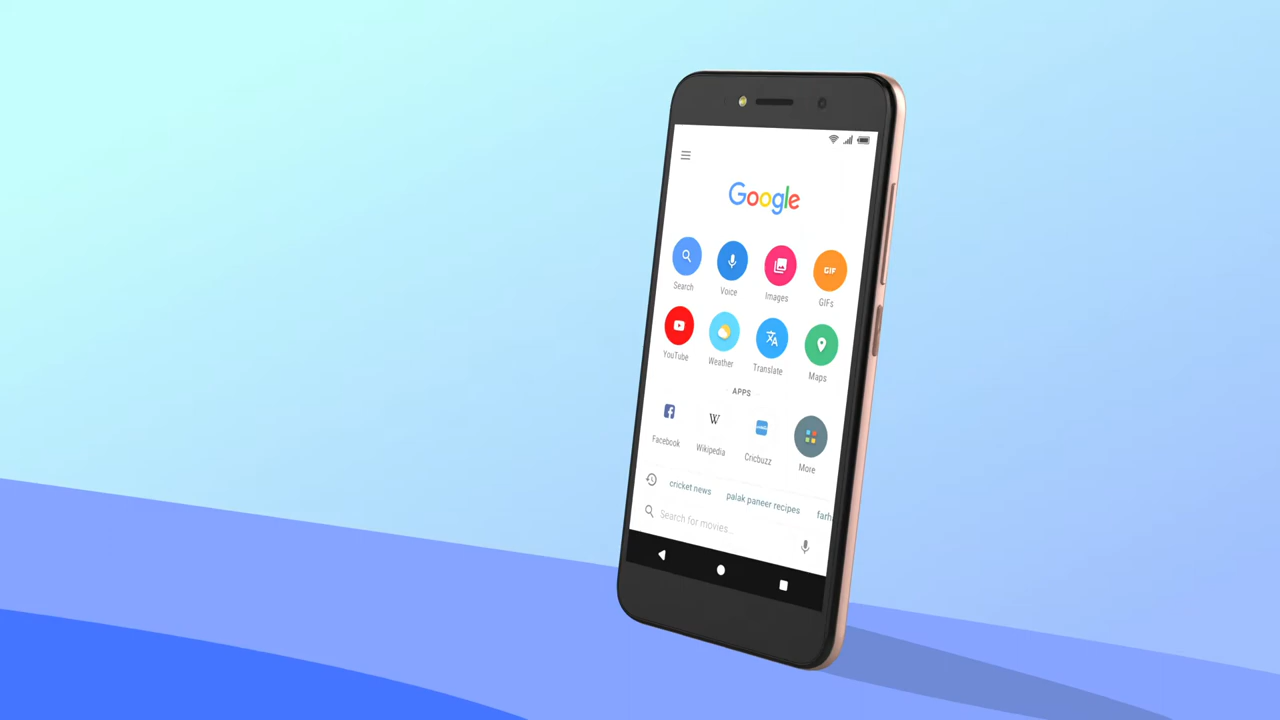 Google
Search Voice Images GIFs
GIF
YouTube Weather Translate Maps
APPS
W
Facebook Wikipedia Cricbuzz More
cricket news palak paneer recipes farh
Search for movies...